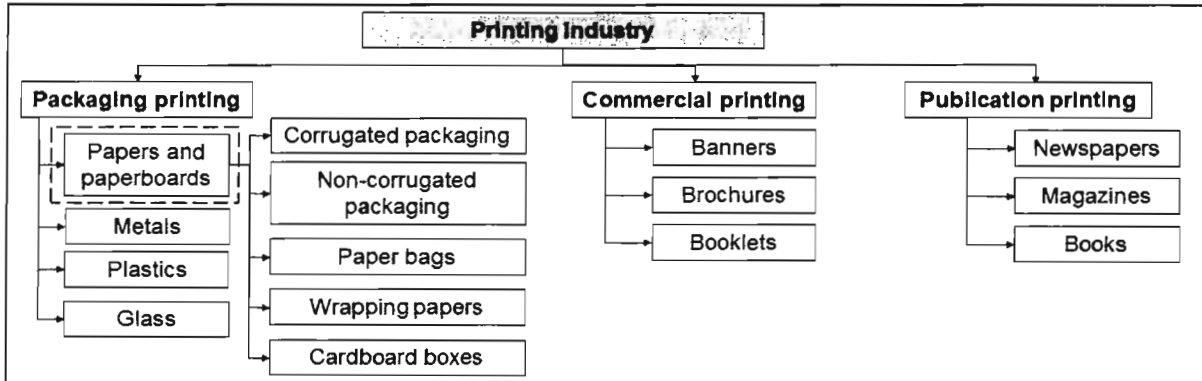 Printing Industry
Packaging printing
Papers and
paperboards
Metals
Plastics
Glass
Corrugated packaging
Non-corrugated
packaging
Paper bags
Wrapping papers
Cardboard boxes
Commercial printing
Banners
Brochures
Booklets
Publication printing
Newspapers
Magazines
Books